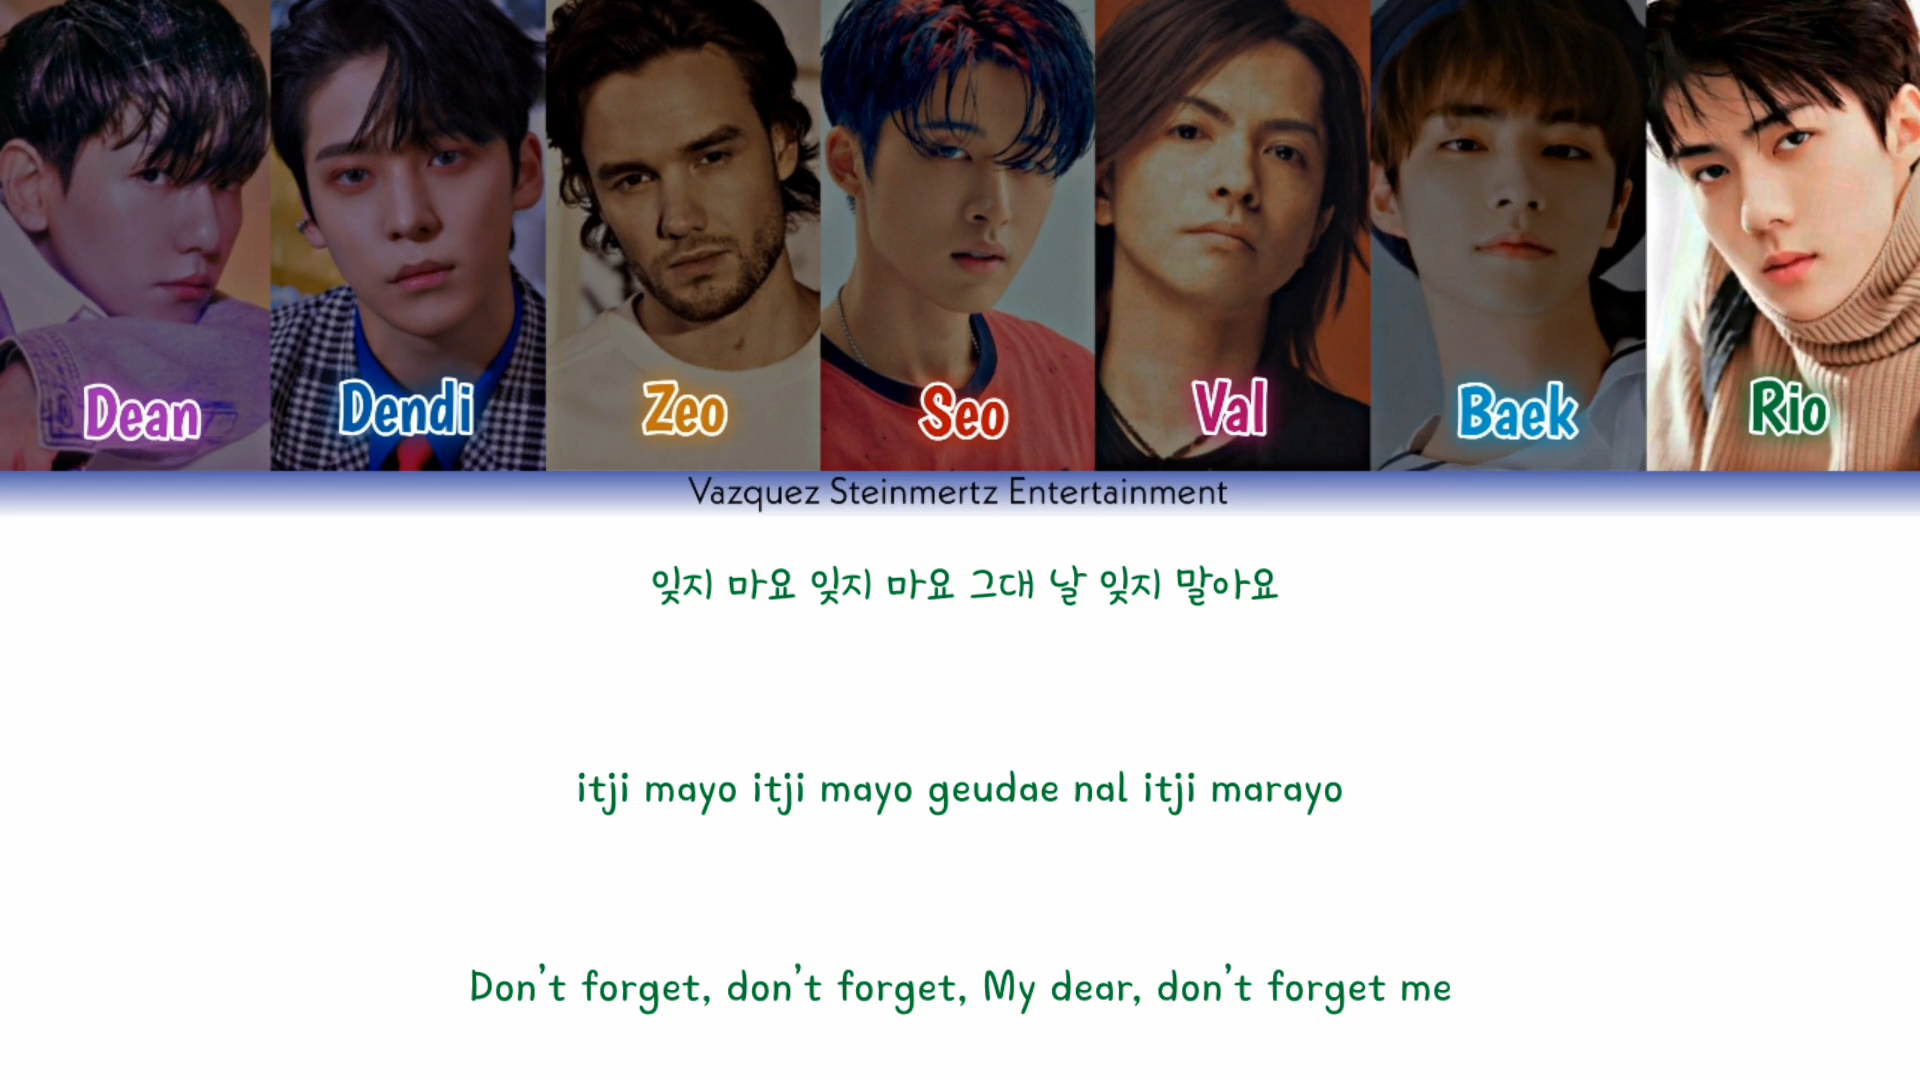 Dean
Dendi
Zeo
Seo
Val
Baek
Rio
Vazquez Steinmertz Entertainment
잊지 마요 잊지 마요 그대 날 잊지 말아요
itji mayo itji mayo geudae nal itji marayo
Don't forget, don't forget, My dear, don't forget me